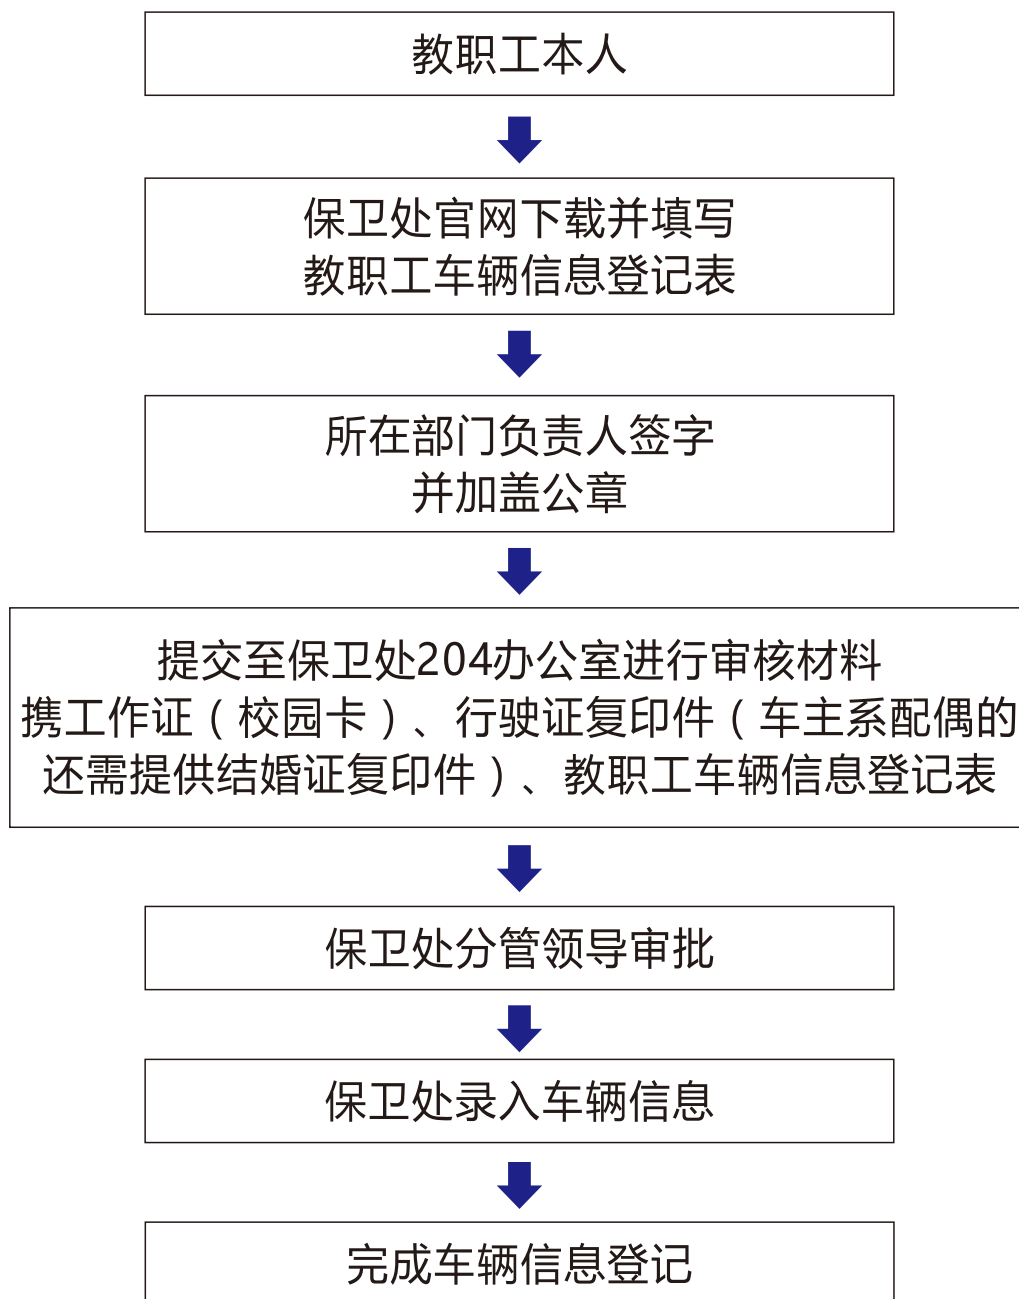 教职工本人
保卫处官网下载并填写
教职工车辆信息登记表
所在部门负责人签字
并加盖公章
提交至保卫处204办公室进行审核材料
携工作证（校园卡）、行驶证复印件（车主系配偶的
还需提供结婚证复印件）、教职工车辆信息登记表
保卫处分管领导审批
保卫处录入车辆信息
完成车辆信息登记